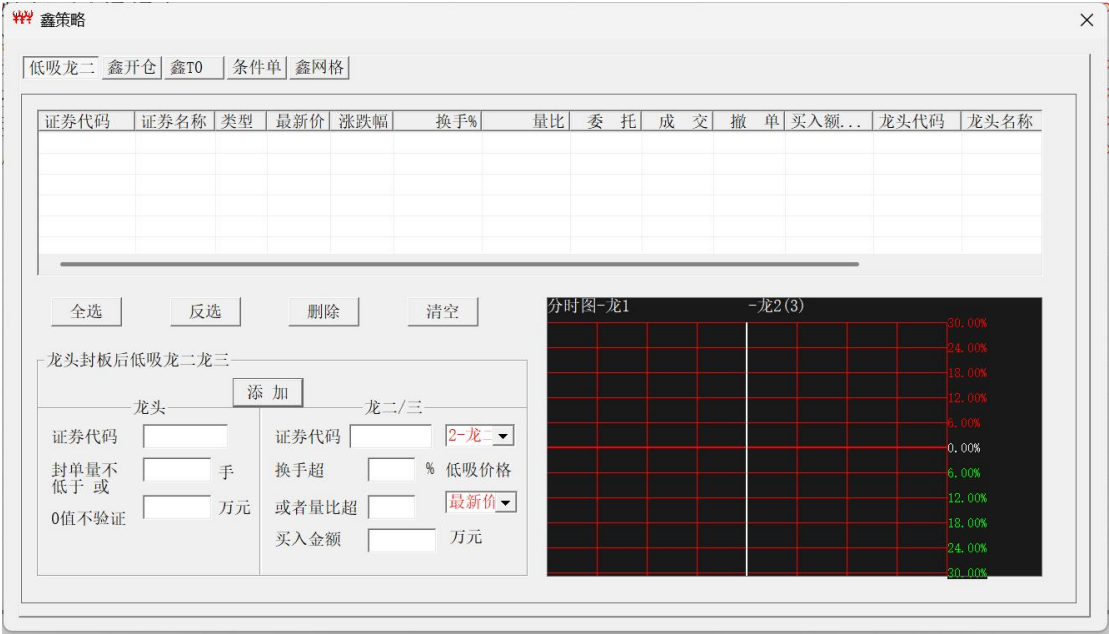 鑫策略
低吸龙二 鑫开仓 鑫T0 条件单 鑫网格
证券代码 证券名称 类型 最新价 涨跌幅 换手% 量比 委 托 成 交 撤 单 买入额... 龙头代码 龙头名称
全选 反选 删除 清空
分时图-龙1 -龙2(3)
30.00%
24.00%
18.00%
12.00%
6.00%
0.00%
6.00%
12.00%
18.00%
24.00%
30.00%
龙头封板后低吸龙二龙三
添 加
龙头 龙二/三
证券代码 证券代码 2-龙二
封单量不 手 换手超 % 低吸价格
低于 或
万元 或者量比超 最新价
0值不验证
买入金额 万元